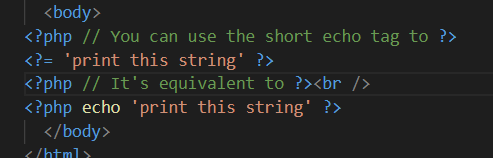 <body>
<?php // You can use the short echo tag to ?>
<?= 'print this string' ?>
<?php // It's equivalent to ?><br />
<?php echo 'print this string' ?>
</body>
</html>